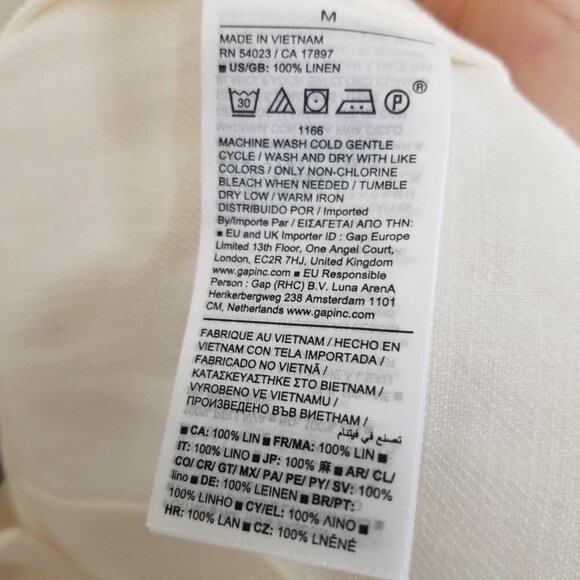 M
MADE IN VIETNAM
RN 54023 / CA 17897
■ US/GB: 100% LINEN
30 P ®
1166
MACHINE WASH COLD GENTLE
CYCLE / WASH AND DRY WITH LIKE
COLORS / ONLY NON-CHLORINE
BLEACH WHEN NEEDED / TUMBLE
DRY LOW / WARM IRON
DISTRIBUIDO POR / Imported
By/Importe Par / ΕΙΣΑΓΕΤΑΙ ΑΠΟ ΤΗΝ:
■ EU and UK Importer ID : Gap Europe
Limited 13th Floor, One Angel Court,
London, EC2R 7HJ, United Kingdom
www.gapinc.com ■ EU Responsible
Person : Gap (RHC) B.V. Luna ArenA
Herikerbergweg 238 Amsterdam 1101
CM, Netherlands www.gapinc.com
FABRIQUE AU VIETNAM / HECHO EN
VIETNAM CON TELA IMPORTADA /
FABRICADO NO VIETNÃ /
ΚΑΤΑΣΚΕΥΑΣΤΗΚΕ ΣΤΟ ΒΙΕΤΝΑΜ /
VYROBENO VE VIETNAMU /
ПРОИЗВЕДЕНО ВЪВ ВИЕТНАМ /
تصنع في فيتنام
■ CA: 100% LIN ■ FR/MA: 100% LIN ■
IT: 100% LINO ■ JP: 100% 麻 ■ AR/ CL/
CO/ CR/ GT/ MX/ PA/ PE/ PY/ SV: 100%
lino ■ DE: 100% LEINEN ■ BR/PT:
100% LINHO ■ CY/EL: 100% ΛΙΝΟ ■
HR: 100% LAN ■ CZ: 100% LNĚNÉ